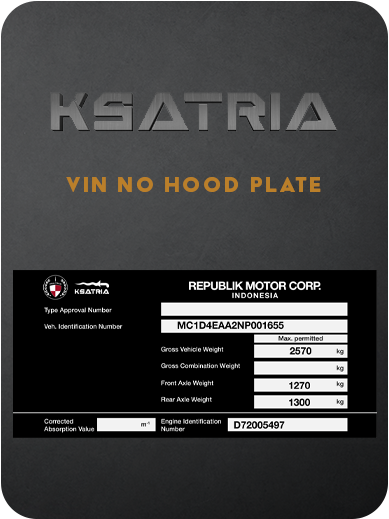 KSATRIA
VIN NO HOOD PLATE
KSATRIA
REPUBLIK MOTOR CORP.
INDONESIA
Type Approval Number
Veh. Identification Number MC1D4EAA2NP001655
Max. permitted
Gross Vehicle Weight 2570 kg
Gross Combination Weight kg
Front Axle Weight 1270 kg
Rear Axle Weight 1300 kg
Corrected Absorption Value m⁻¹
Engine Identification Number D72005497